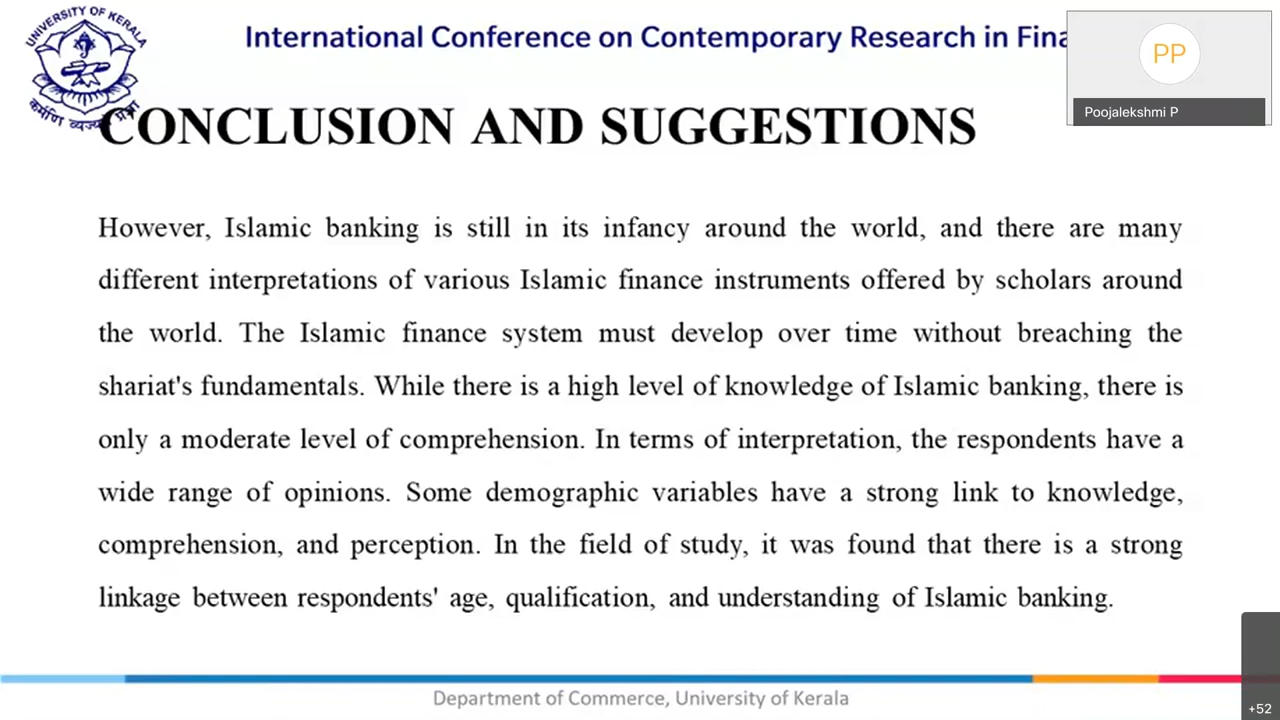 UNIVERSITY OF KERALA
International Conference on Contemporary Research in
PP
Poojalekshmi P
CONCLUSION AND SUGGESTIONS
However, Islamic banking is still in its infancy around the world, and there are many
different interpretations of various Islamic finance instruments offered by scholars around
the world. The Islamic finance system must develop over time without breaching the
shariat's fundamentals. While there is a high level of knowledge of Islamic banking, there is
only a moderate level of comprehension. In terms of interpretation, the respondents have a
wide range of opinions. Some demographic variables have a strong link to knowledge,
comprehension, and perception. In the field of study, it was found that there is a strong
linkage between respondents' age, qualification, and understanding of Islamic banking.
Department of Commerce, University of Kerala
+52